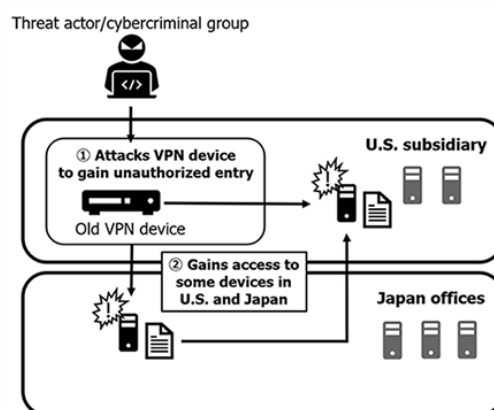 Threat actor/cybercriminal group
</>
① Attacks VPN device
to gain unauthorized entry
Old VPN device
U.S. subsidiary
!
② Gains access to
some devices in
U.S. and Japan
Japan offices
!